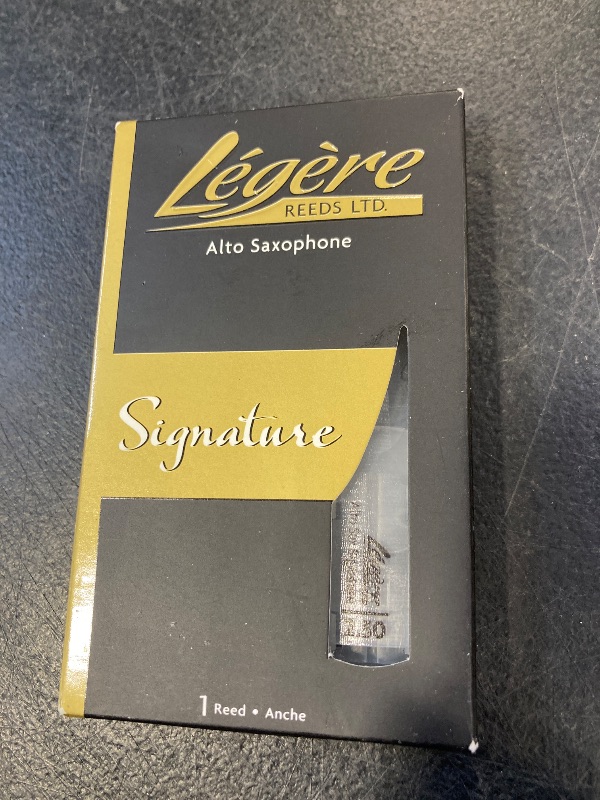 Légère
REEDS LTD.
Alto Saxophone
Signature
Légère
1 Reed • Anche